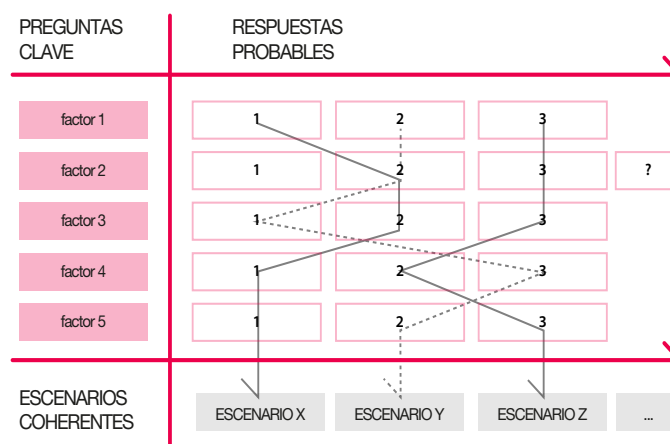 PREGUNTAS
CLAVE
RESPUESTAS
PROBABLES
factor 1
1
2
3
factor 2
1
2
3
?
factor 3
1
2
3
factor 4
1
2
3
factor 5
1
2
3
ESCENARIOS
COHERENTES
ESCENARIO X
ESCENARIO Y
ESCENARIO Z
...